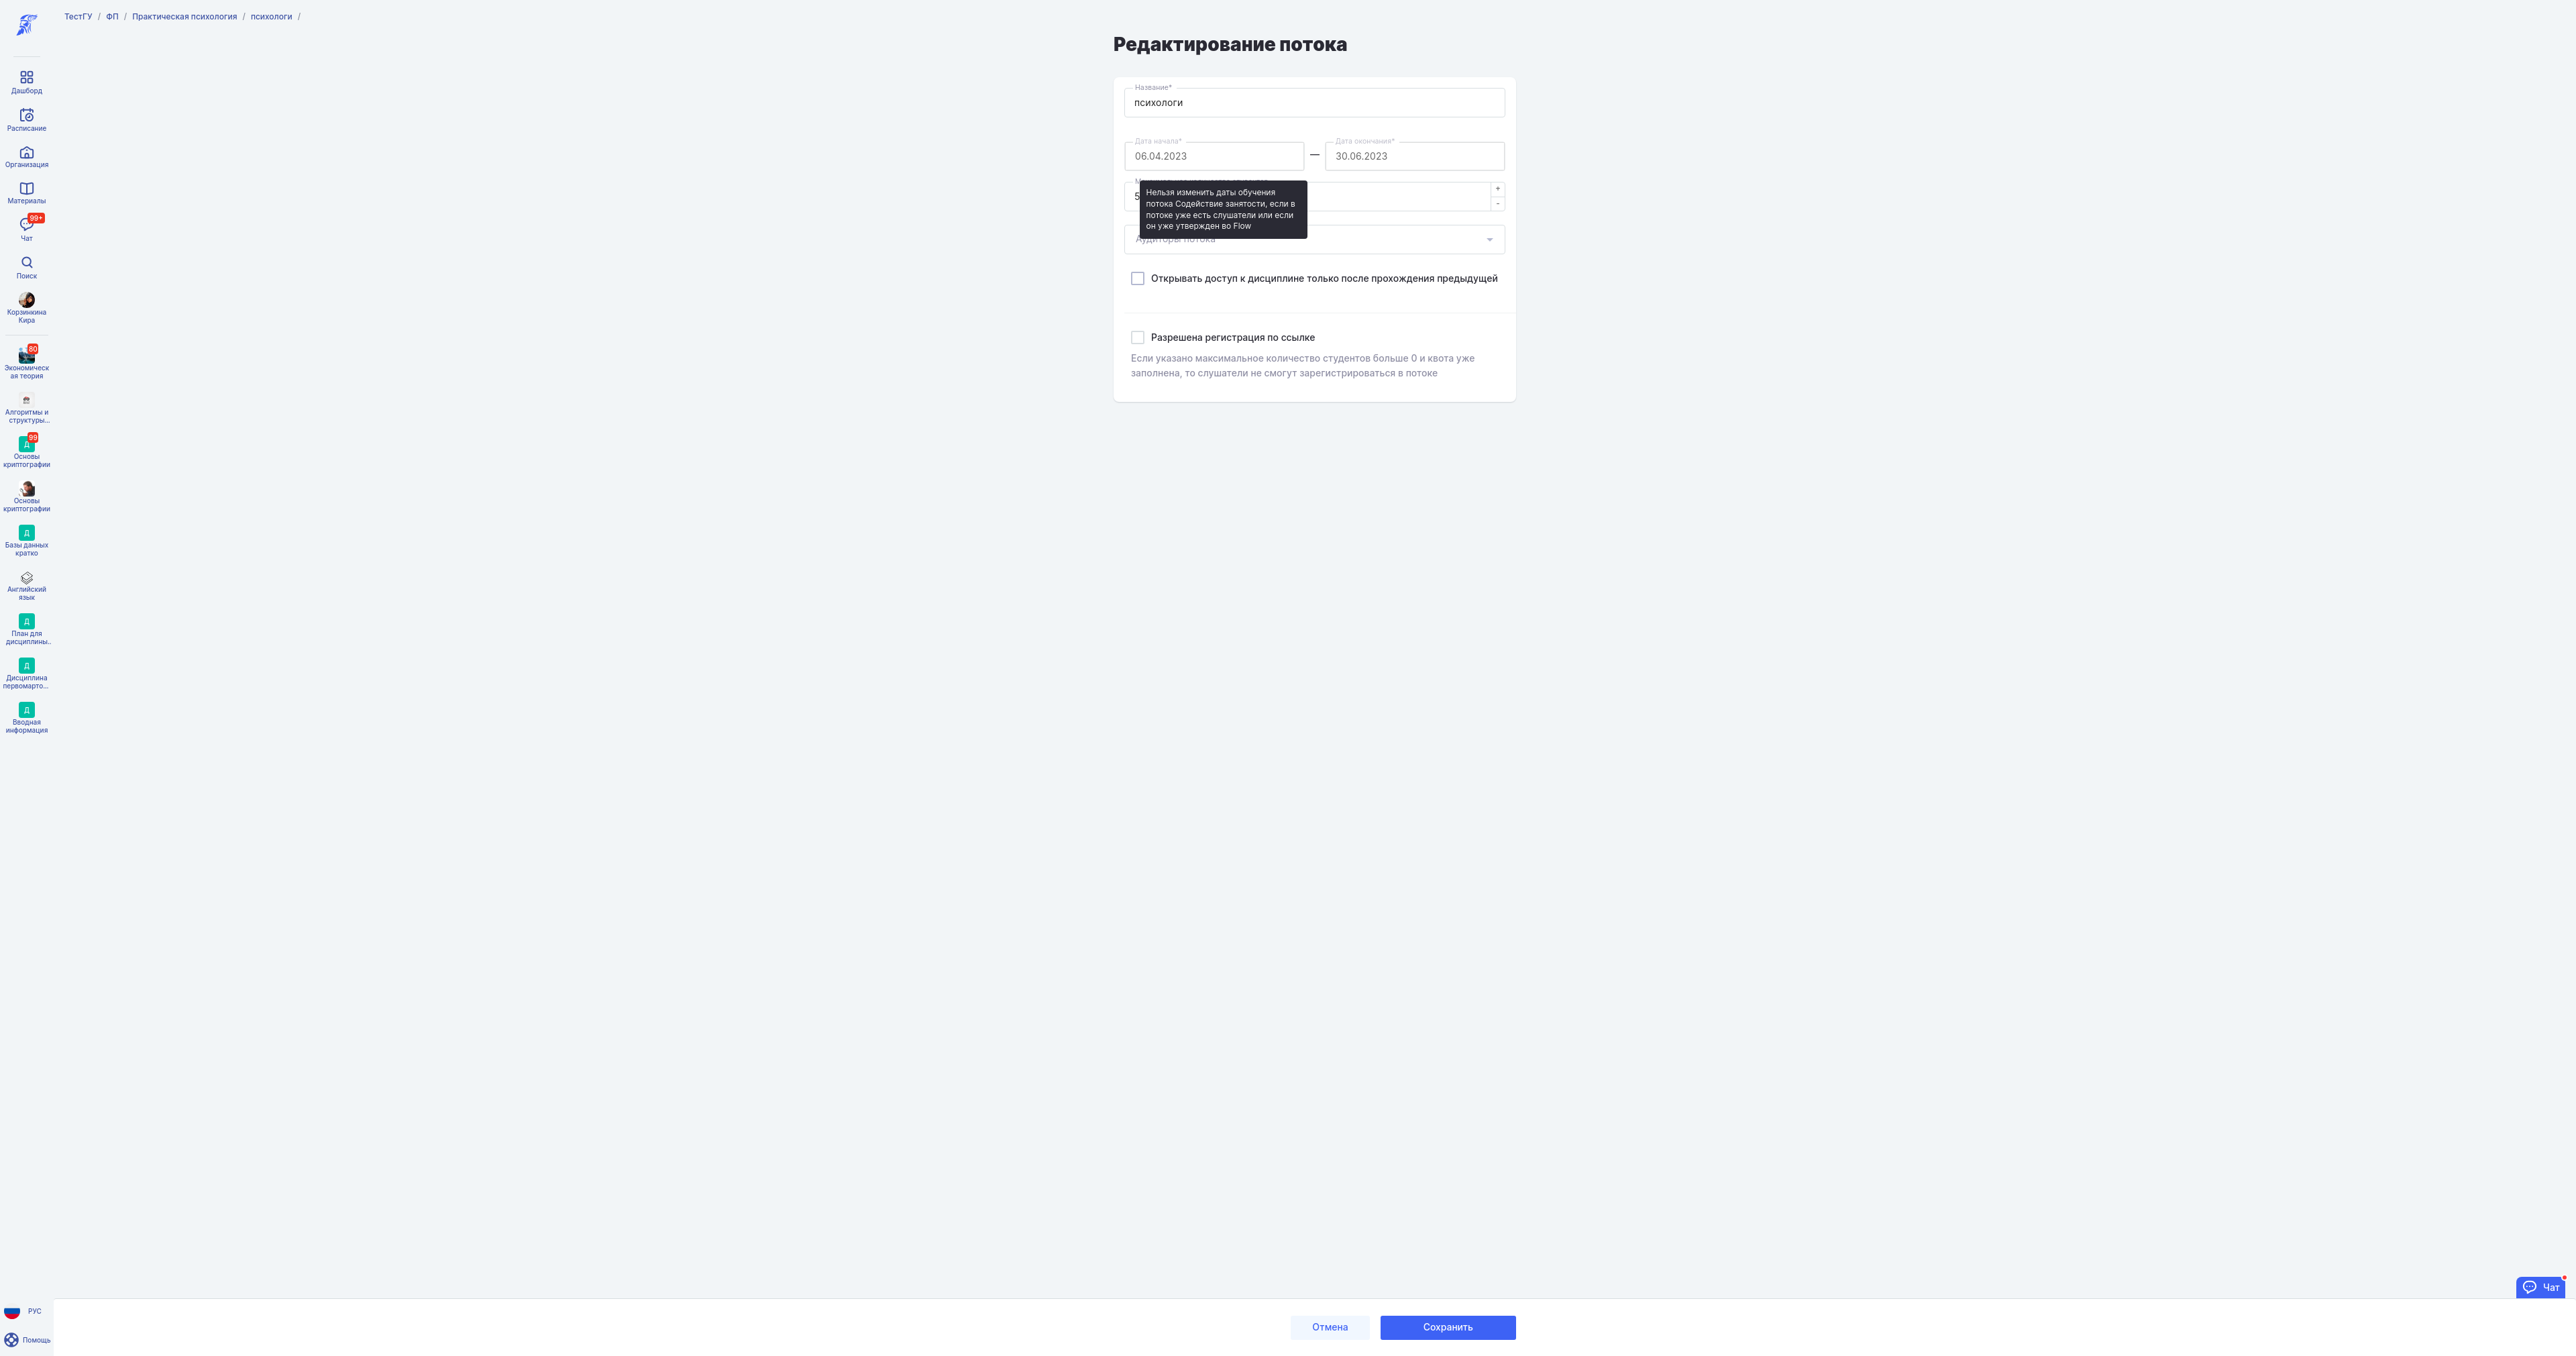 ТестГУ / ФП / Практическая психология / психологи /
Редактирование потока
Дашборд
Расписание
Организация
Материалы
99+
Чат
Поиск
Корзинкина
Кира
80
Экономическ
ая теория
Алгоритмы и
структуры...
Д
99
Основы
криптографии
Основы
криптографии
Д
Базы данных
кратко
Английский
язык
Д
План для
дисциплины..
Д
Дисциплина
первомарто...
Д
Вводная
информация
РУС
Помощь
Название*
психологи
Дата начала*
06.04.2023
—
Дата окончания*
30.06.2023
Нельзя изменить даты обучения
потока Содействие занятости, если в
потоке уже есть слушатели или если
он уже утвержден во Flow
+
-
Аудиторы потока
Открывать доступ к дисциплине только после прохождения предыдущей
Разрешена регистрация по ссылке
Если указано максимальное количество студентов больше 0 и квота уже
заполнена, то слушатели не смогут зарегистрироваться в потоке
Чат
Отмена
Сохранить